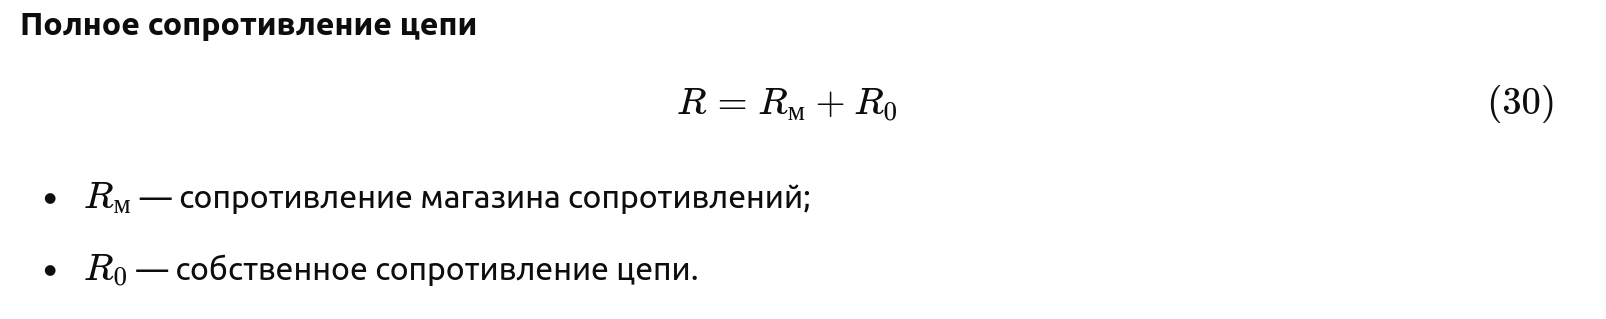 Полное сопротивление цепи
R = Rм + R0 (30)
• Rм — сопротивление магазина сопротивлений;
• R0 — собственное сопротивление цепи.